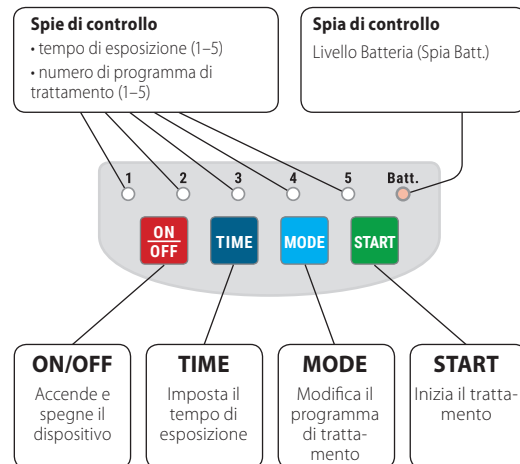 Spie di controllo
• tempo di esposizione (1–5)
• numero di programma di
trattamento (1–5)
Spia di controllo
Livello Batteria (Spia Batt.)
1 2 3 4 5 Batt.
ON
OFF
TIME
MODE
START
ON/OFF
Accende e
spegne il
dispositivo
TIME
Imposta il
tempo di
esposizione
MODE
Modifica il
programma
di tratta-
mento
START
Inizia il tratta-
mento